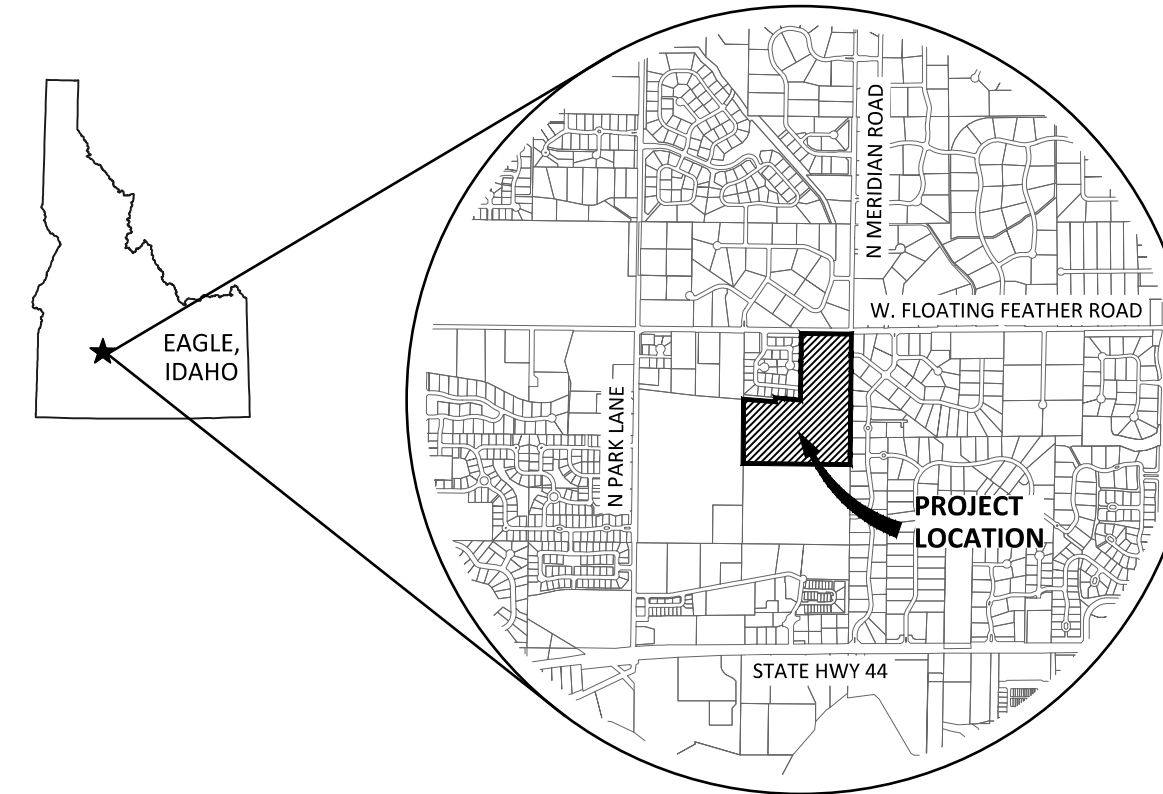 EAGLE,
IDAHO
N MERIDIAN ROAD
W. FLOATING FEATHER ROAD
N PARK LANE
PROJECT
LOCATION
STATE HWY 44